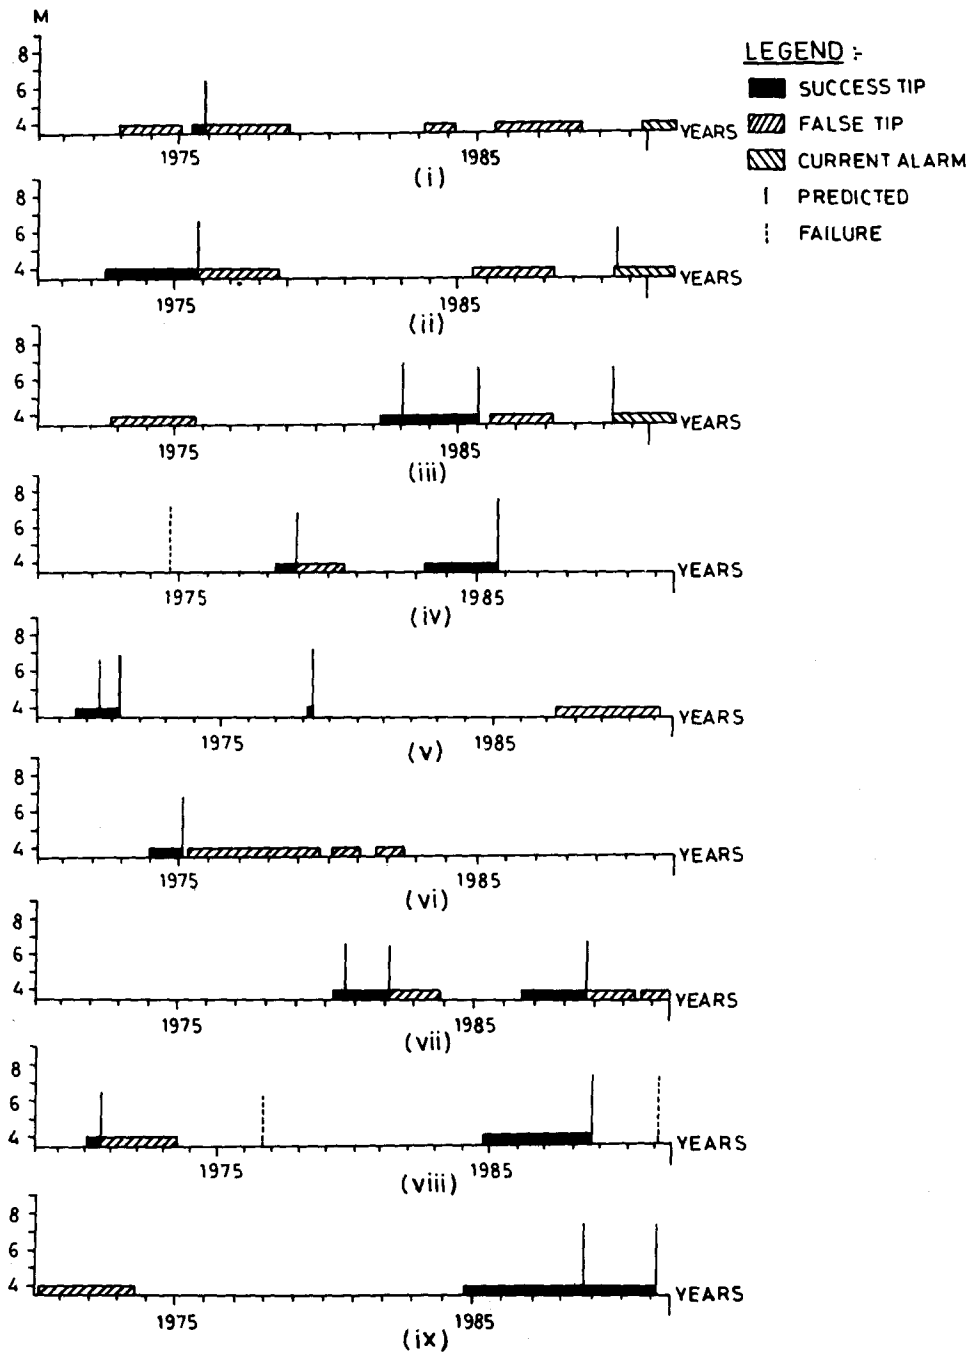 M
8
6
4
1975
1985
YEARS
(i)
LEGEND :-
SUCCESS TIP
FALSE TIP
CURRENT ALARM
PREDICTED
FAILURE
8
6
4
1975
1985
YEARS
(ii)
8
6
4
1975
1985
YEARS
(iii)
8
6
4
1975
1985
YEARS
(iv)
8
6
4
1975
1985
YEARS
(v)
8
6
4
1975
1985
YEARS
(vi)
8
6
4
1975
1985
YEARS
(vii)
8
6
4
1975
1985
YEARS
(viii)
8
6
4
1975
1985
YEARS
(ix)